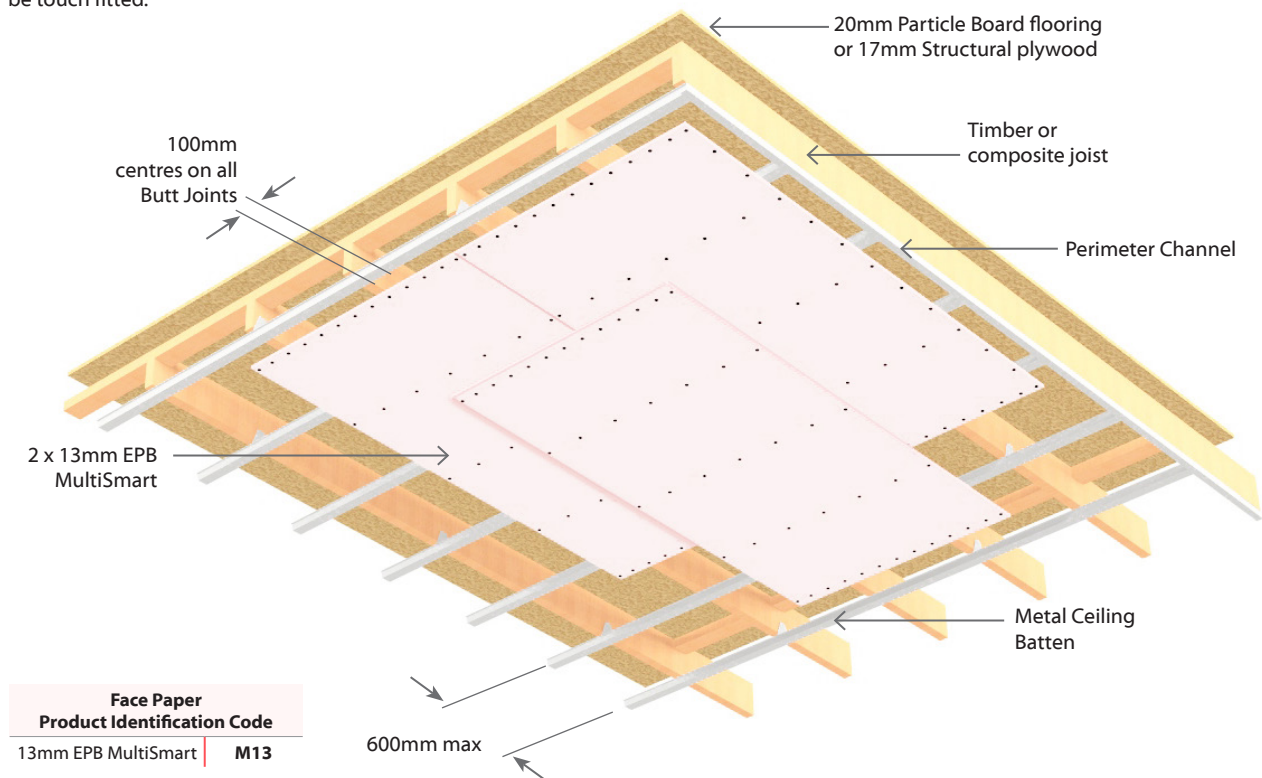 be touch fitted.
20mm Particle Board flooring
or 17mm Structural plywood
100mm
centres on all
Butt Joints
Timber or
composite joist
Perimeter Channel
2 x 13mm EPB
MultiSmart
Metal Ceiling
Batten
600mm max
Face Paper
Product Identification Code
13mm EPB MultiSmart M13